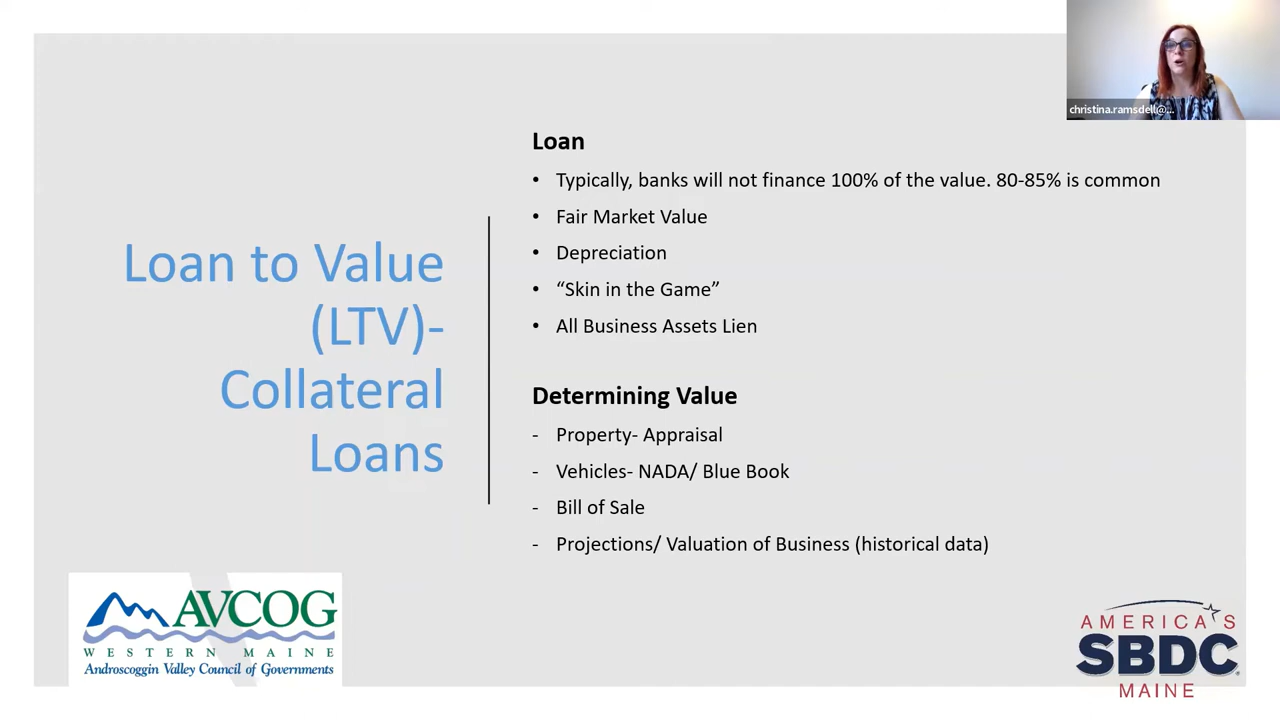 christina.ramsdell@...
Loan to Value
(LTV)-
Collateral
Loans
Loan
• Typically, banks will not finance 100% of the value. 80-85% is common
• Fair Market Value
• Depreciation
• “Skin in the Game”
• All Business Assets Lien
Determining Value
- Property- Appraisal
- Vehicles- NADA/ Blue Book
- Bill of Sale
- Projections/ Valuation of Business (historical data)
AVCOG
WESTERN MAINE
Androscoggin Valley Council of Governments
AMERICA'S
SBDC
MAINE